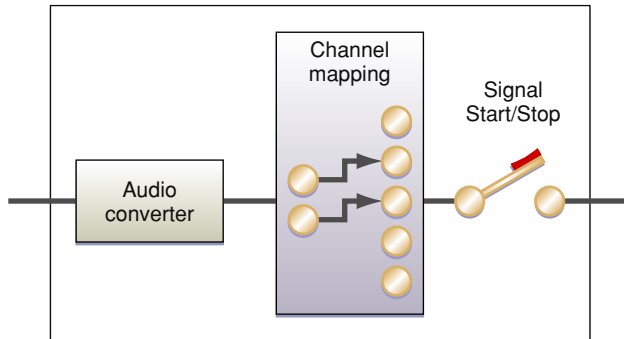 Channel
mapping
Signal
Start/Stop
Audio
converter